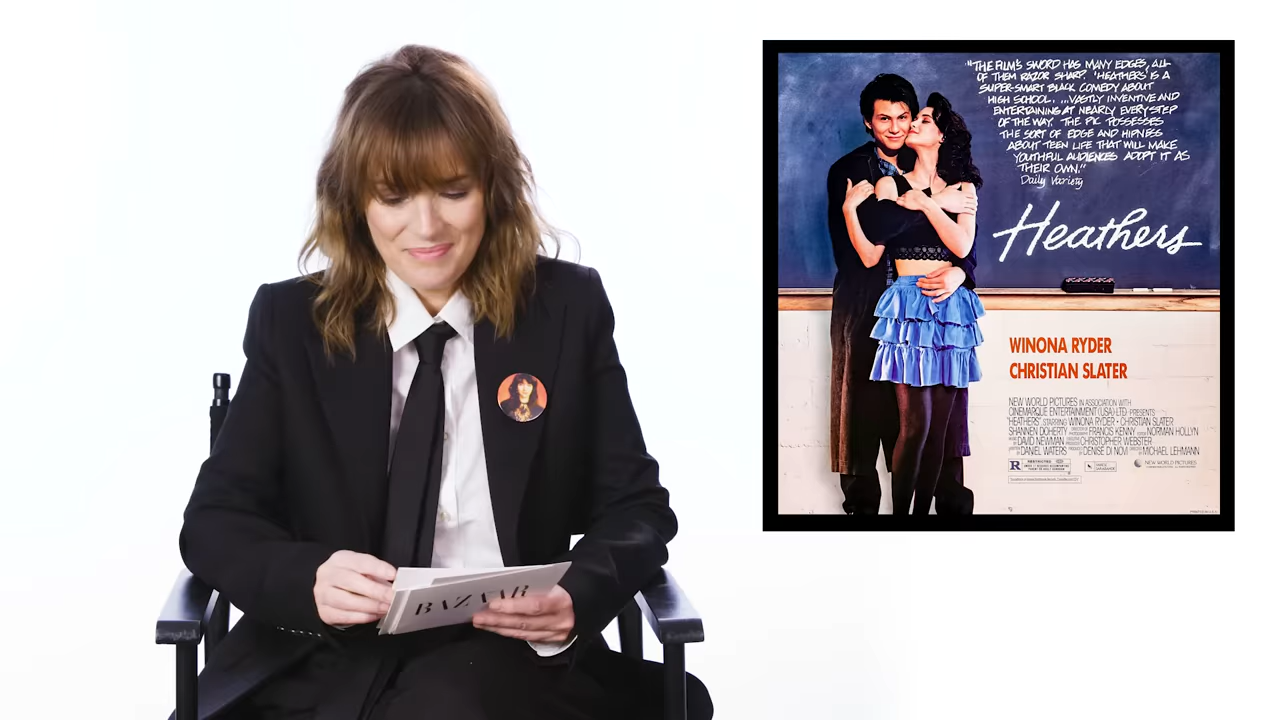 BAZAAR
"THE FILM'S SWORD HAS MANY EDGES, ALL
OF THEM RAZOR SHARP. 'HEATHERS' IS A
SUPER-SMART BLACK COMEDY ABOUT
HIGH SCHOOL. ...VASTLY INVENTIVE AND
ENTERTAINING AT NEARLY EVERY STEP
OF THE WAY. THE PIC POSSESSES
THE SORT OF EDGE AND HIPNESS
ABOUT TEEN LIFE THAT WILL MAKE
YOUTHFUL AUDIENCES ADOPT IT AS
THEIR OWN."
Daily Variety
Heathers
WINONA RYDER
CHRISTIAN SLATER
NEW WORLD PICTURES IN ASSOCIATION WITH
CINEMARQUE ENTERTAINMENT (USA) LTD. PRESENTS
"HEATHERS" STARRING WINONA RYDER • CHRISTIAN SLATER
SHANNEN DOHERTY FRANCIS KENNY NORMAN HOLLYN
DAVID NEWMAN CHRISTOPHER WEBSTER
DANIEL WATERS DENISE DI NOVI MICHAEL LEHMANN
R RESTRICTED NEW WORLD PICTURES